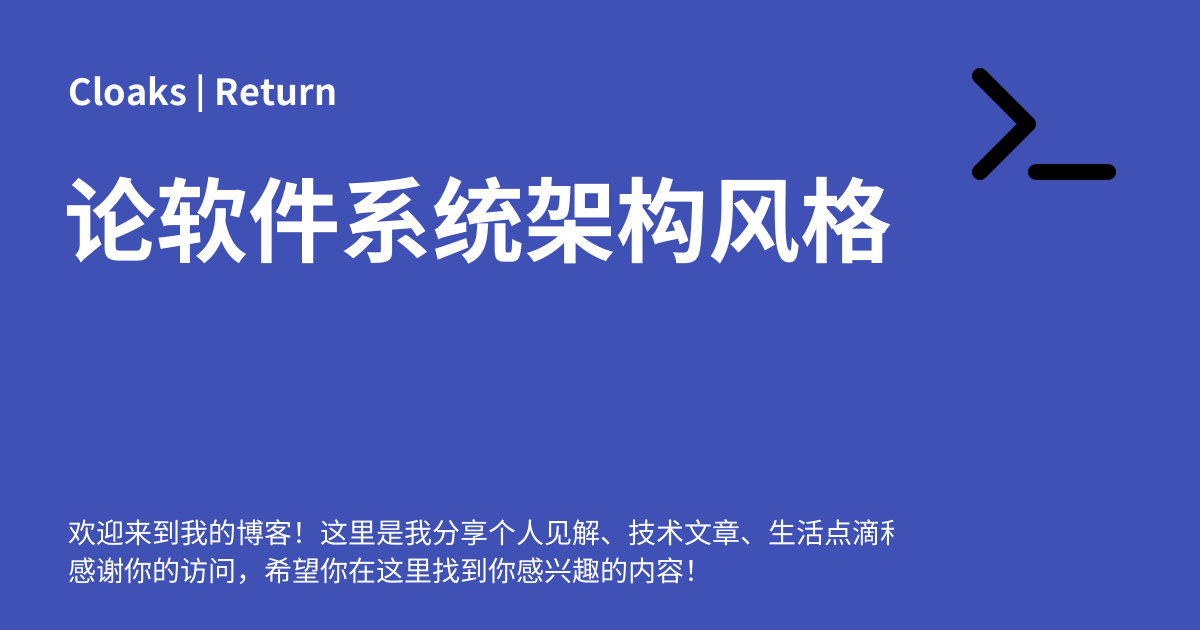 Cloaks | Return
论软件系统架构风格
欢迎来到我的博客！这里是我分享个人见解、技术文章、生活点滴
感谢你的访问，希望你在这里找到你感兴趣的内容！